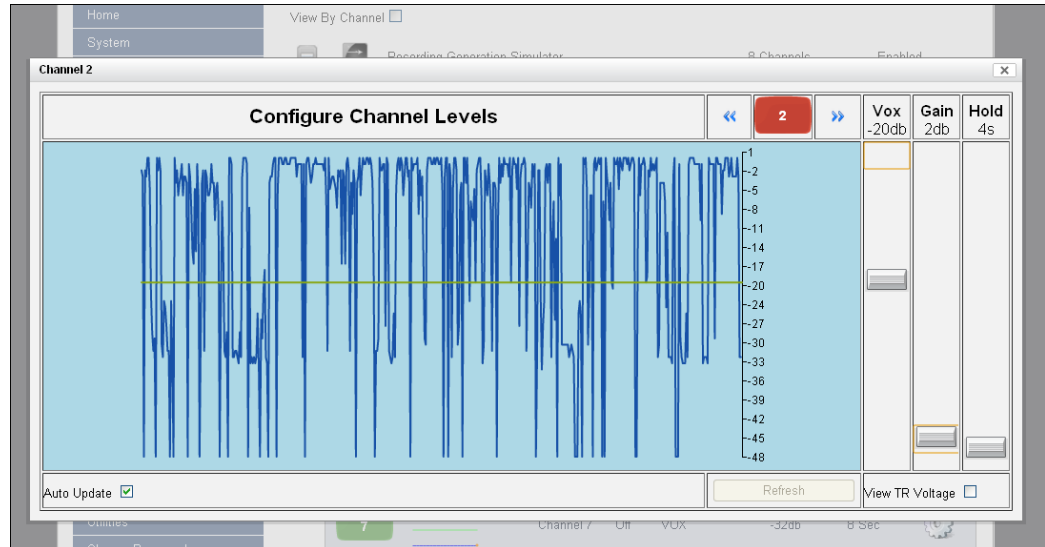 Home
View By Channel
System
Recording Generation Simulator 8 Channels Enabled
Channel 2
Configure Channel Levels
« 2 »
Vox Gain Hold
-20db 2db 4s
1
-2
-5
-8
-11
-14
-17
-20
-24
-27
-30
-33
-36
-39
-42
-45
-48
Auto Update
Refresh
View TR Voltage
Utilities
7 Channel 7 Off VOX -32db 8 Sec